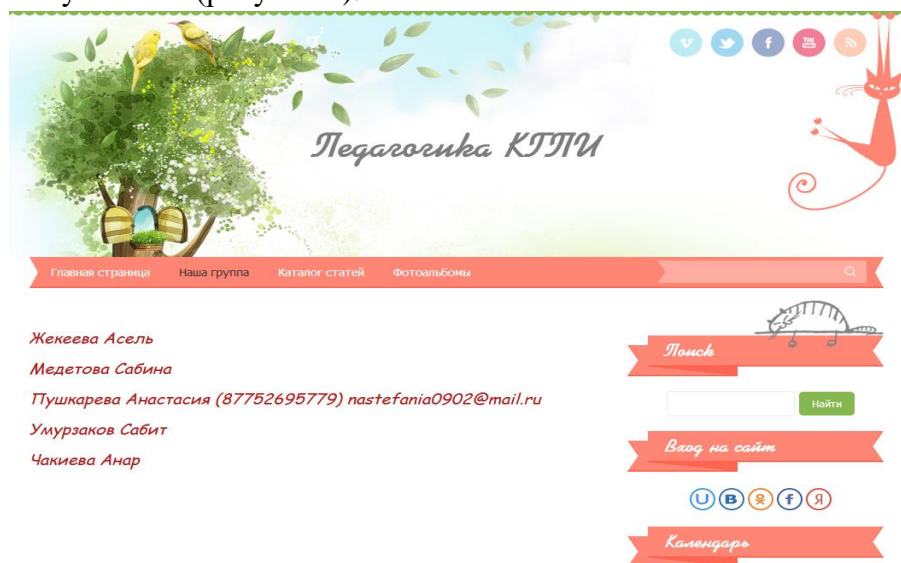 Педагогика КГПИ
Главная страница Наша группа Каталог статей Фотоальбомы
Жекеева Асель
Медетова Сабина
Пушкарева Анастасия (87752695779) nastefania0902@mail.ru
Умурзаков Сабит
Чакиева Анар
Поиск
Найти
Вход на сайт
Календарь